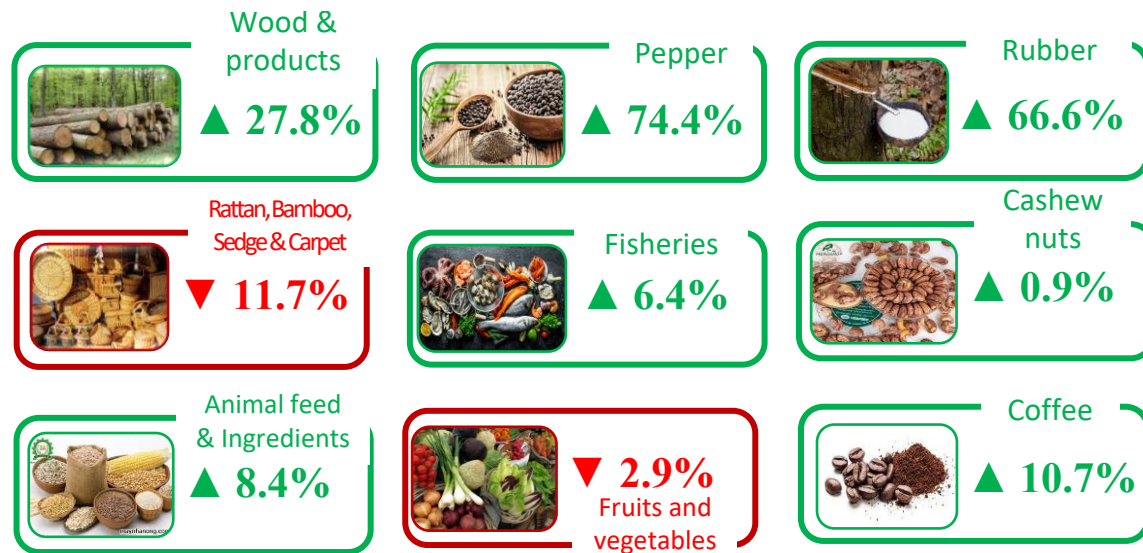 Wood &
products
▲ 27.8%
Pepper
▲ 74.4%
Rubber
▲ 66.6%
Rattan, Bamboo,
Sedge & Carpet
▼ 11.7%
Fisheries
▲ 6.4%
Cashew
nuts
▲ 0.9%
Animal feed
& Ingredients
▲ 8.4%
▼ 2.9%
Fruits and
vegetables
Coffee
▲ 10.7%